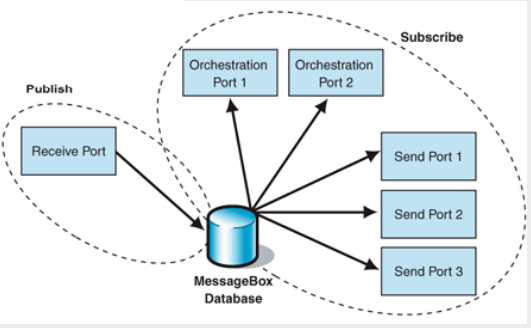 Subscribe
Orchestration
Port 1
Orchestration
Port 2
Publish
Receive Port
Send Port 1
Send Port 2
Send Port 3
MessageBox
Database